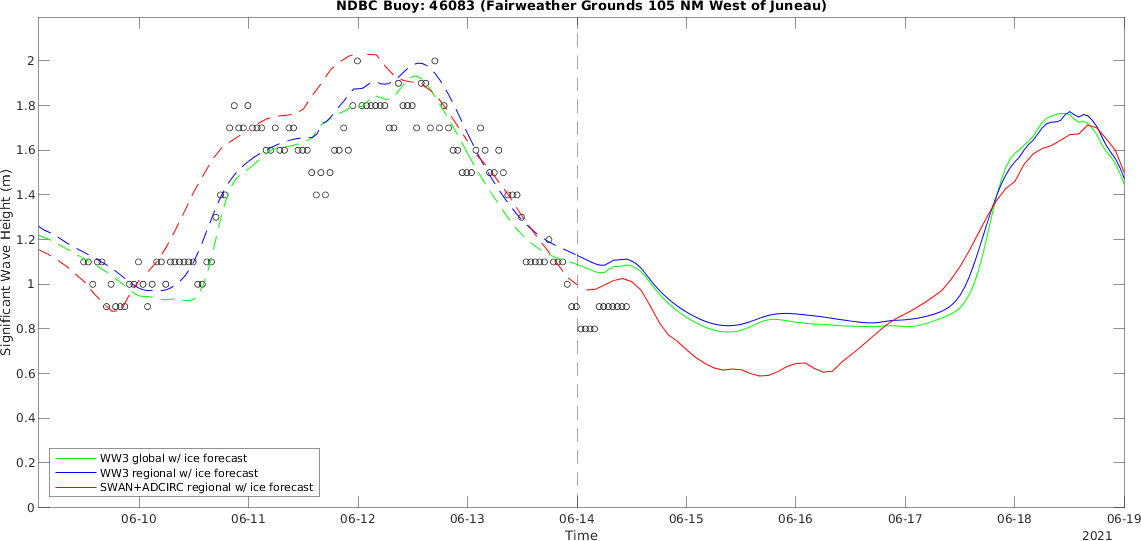 NDBC Buoy: 46083 (Fairweather Grounds 105 NM West of Juneau)
Significant Wave Height (m)
2
1.8
1.6
1.4
1.2
1
0.8
0.6
0.4
0.2
0
WW3 global w/ ice forecast
WW3 regional w/ ice forecast
SWAN+ADCIRC regional w/ ice forecast
06-10 06-11 06-12 06-13 06-14 06-15 06-16 06-17 06-18 06-19
Time
2021